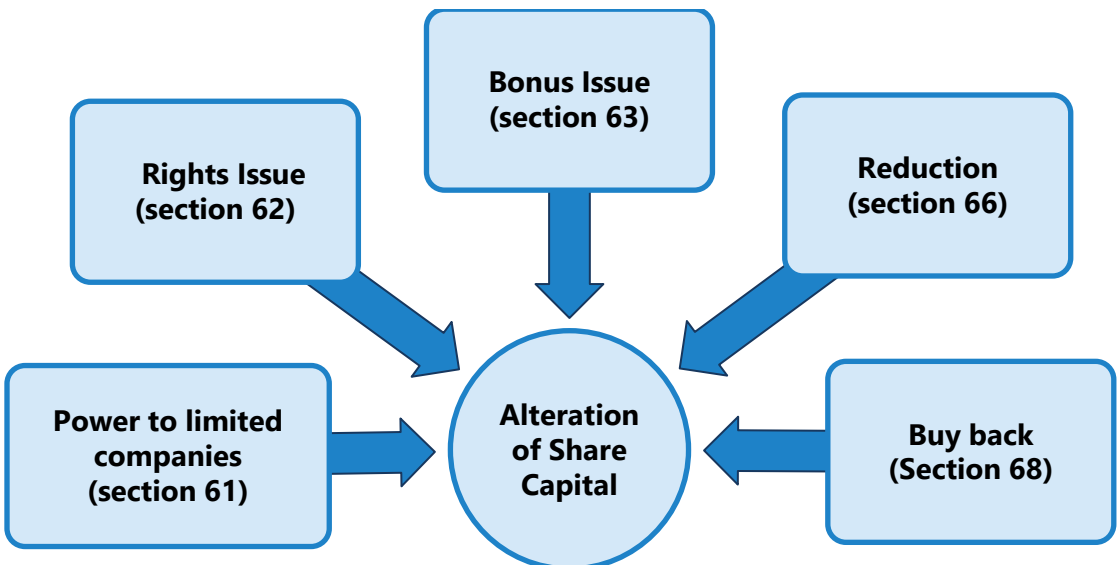 Bonus Issue
(section 63)
Rights Issue
(section 62)
Reduction
(section 66)
Power to limited
companies
(section 61)
Alteration
of Share
Capital
Buy back
(Section 68)